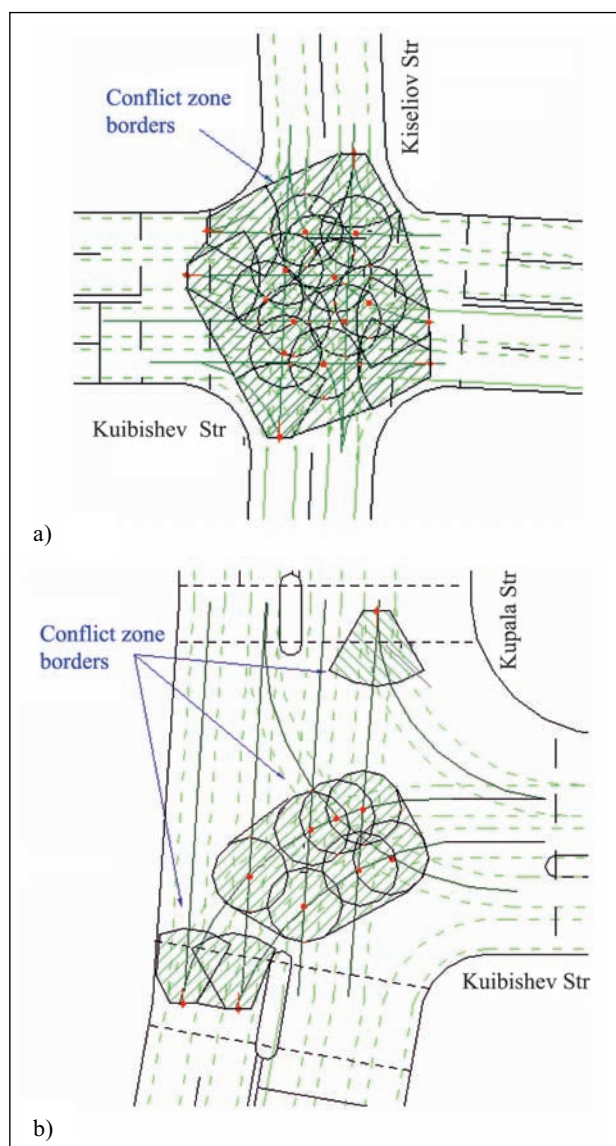 Kiseliov Str
Conflict zone
borders
Kuibishev Str
a)
Kupala Str
Conflict zone
borders
Kuibishev Str
b)